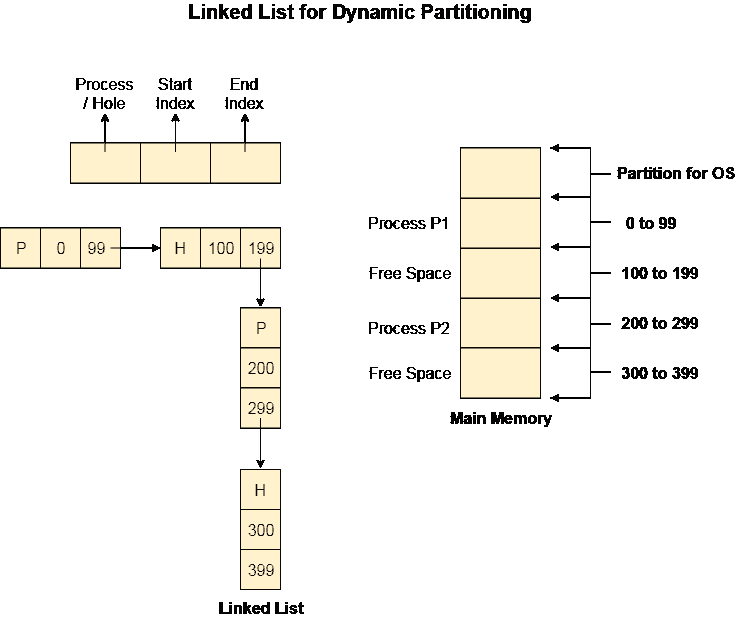 Linked List for Dynamic Partitioning
Process
/ Hole
Start
Index
End
Index
P 0 99
H 100 199
P
200
299
H
300
399
Linked List
Partition for OS
Process P1
0 to 99
Free Space
100 to 199
Process P2
200 to 299
Free Space
300 to 399
Main Memory